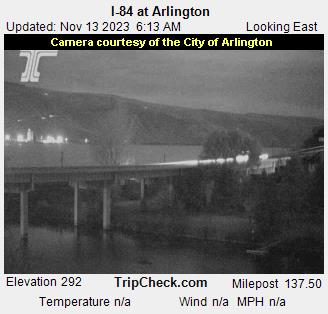 I-84 at Arlington
Updated: Nov 13 2023 6:13 AM Looking East
Camera courtesy of the City of Arlington
Elevation 292 TripCheck.com Milepost 137.50
Temperature n/a Wind n/a MPH n/a